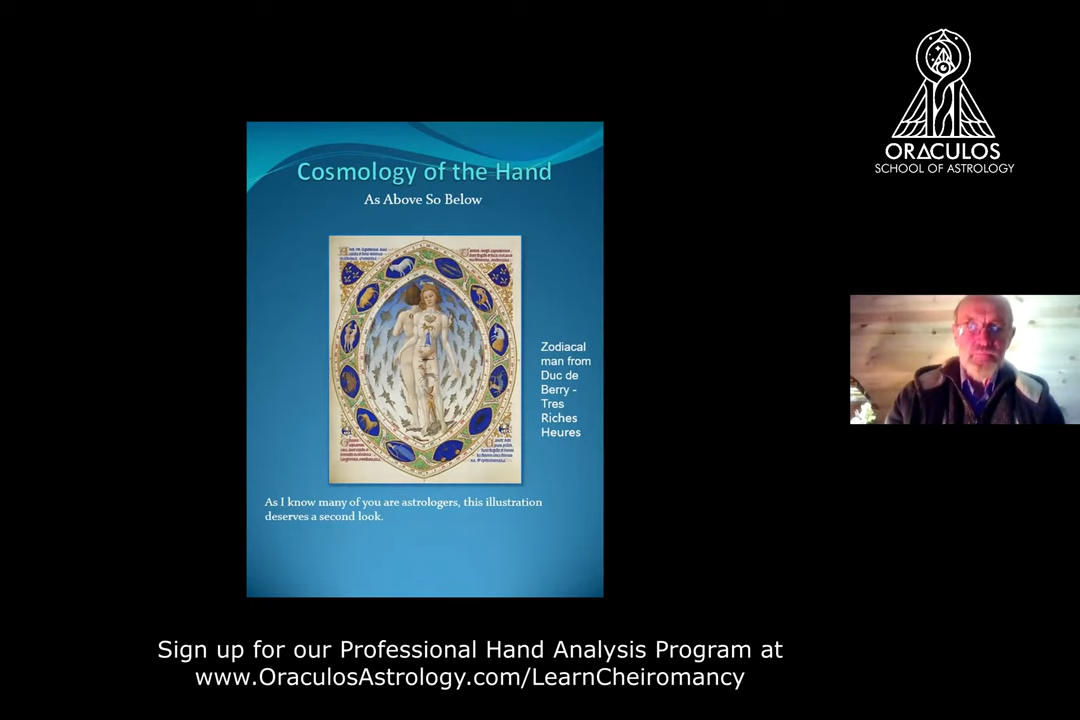 ORACULOS
SCHOOL OF ASTROLOGY
Cosmology of the Hand
As Above So Below
Zodiacal
man from
Duc de
Berry -
Tres
Riches
Heures
As I know many of you are astrologers, this illustration
deserves a second look.
Sign up for our Professional Hand Analysis Program at
www.OraculosAstrology.com/LearnCheiromancy